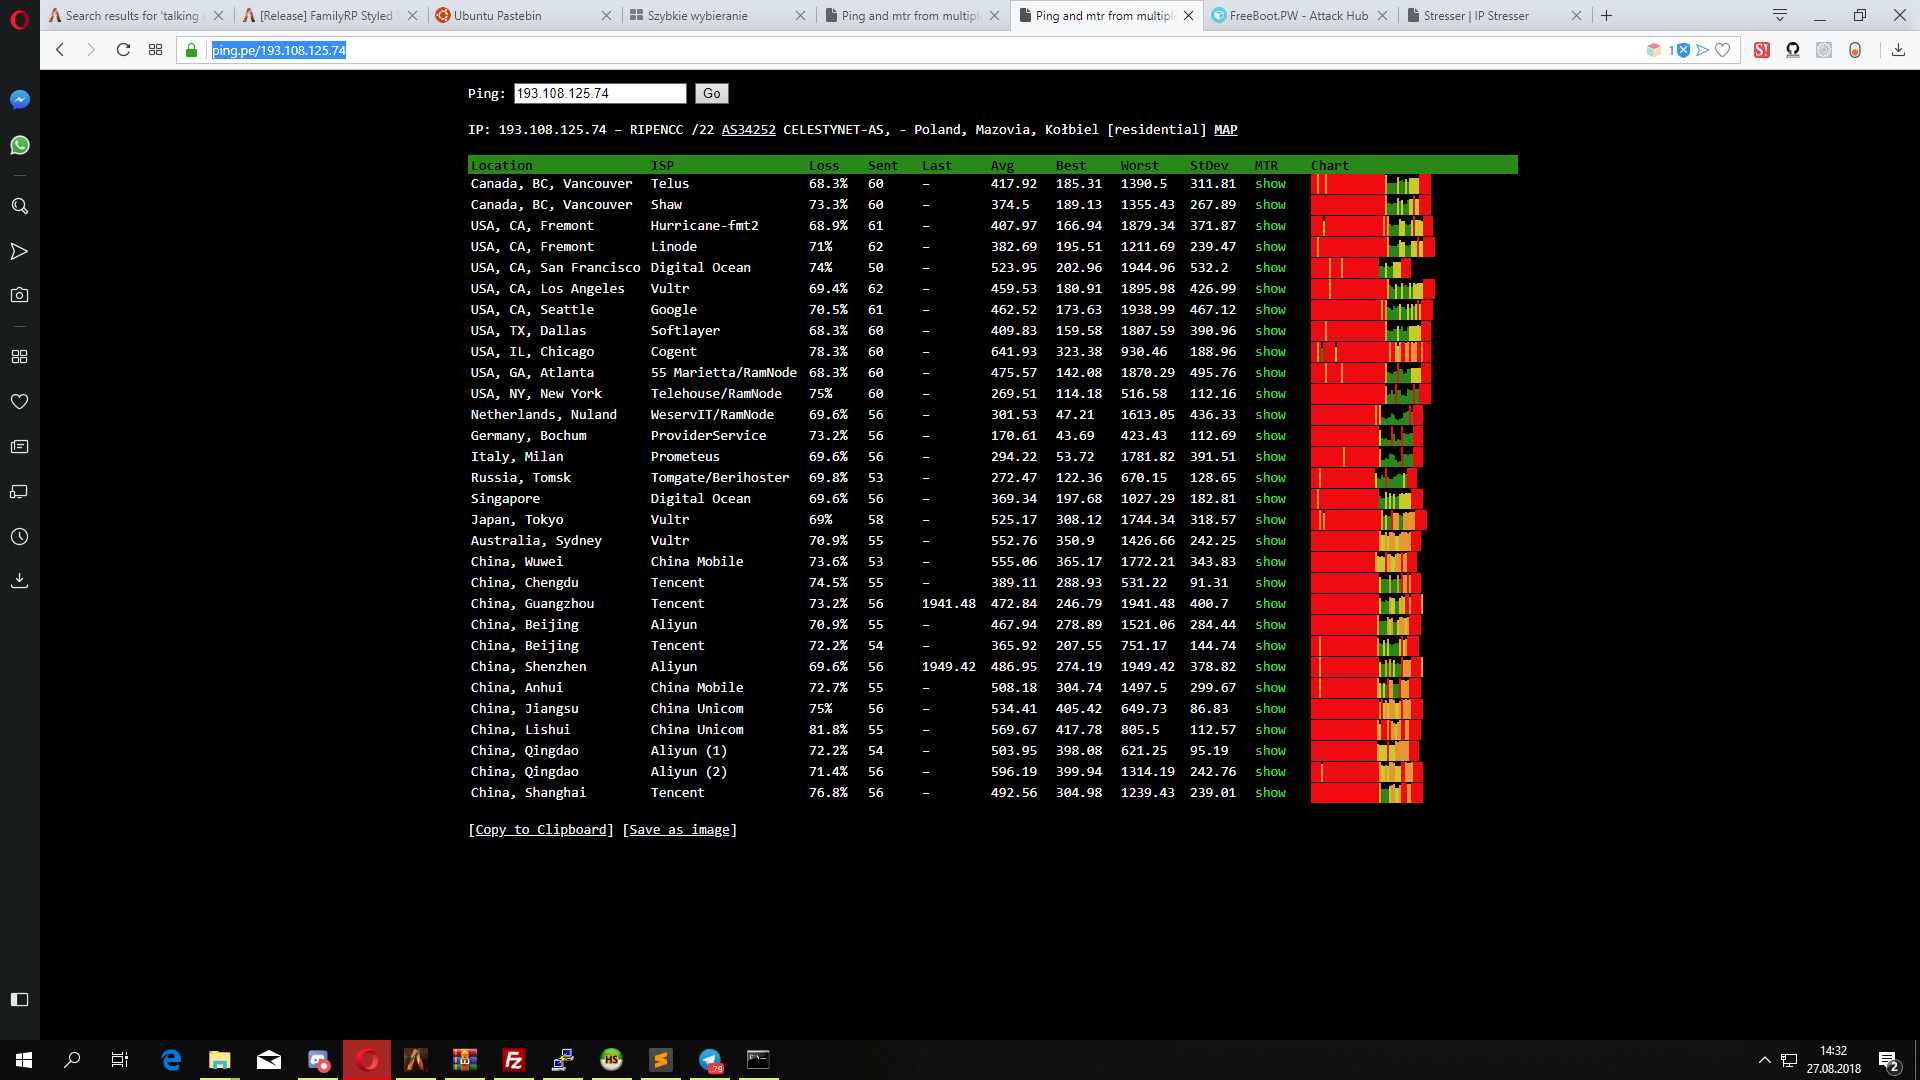 Search results for 'talking
[Release] FamilyRP Styled
Ubuntu Pastebin
Szybkie wybieranie
Ping and mtr from multipl
Ping and mtr from multipl
FreeBoot.PW - Attack Hub
Stresser | IP Stresser
ping.pe/193.108.125.74
1
Ping: 193.108.125.74 Go
IP: 193.108.125.74 – RIPENCC /22 AS34252 CELESTYNET-AS, - Poland, Mazovia, Kołbiel [residential] MAP
Location ISP Loss Sent Last Avg Best Worst StDev MTR Chart
Canada, BC, Vancouver Telus 68.3% 60 – 417.92 185.31 1390.5 311.81 show
Canada, BC, Vancouver Shaw 73.3% 60 – 374.5 189.13 1355.43 267.89 show
USA, CA, Fremont Hurricane-fmt2 68.9% 61 – 407.97 166.94 1879.34 371.87 show
USA, CA, Fremont Linode 71% 62 – 382.69 195.51 1211.69 239.47 show
USA, CA, San Francisco Digital Ocean 74% 50 – 523.95 202.96 1944.96 532.2 show
USA, CA, Los Angeles Vultr 69.4% 62 – 459.53 180.91 1895.98 426.99 show
USA, CA, Seattle Google 70.5% 61 – 462.52 173.63 1938.99 467.12 show
USA, TX, Dallas Softlayer 68.3% 60 – 409.83 159.58 1807.59 390.96 show
USA, IL, Chicago Cogent 78.3% 60 – 641.93 323.38 930.46 188.96 show
USA, GA, Atlanta 55 Marietta/RamNode 68.3% 60 – 475.57 142.08 1870.29 495.76 show
USA, NY, New York Telehouse/RamNode 75% 60 – 269.51 114.18 516.58 112.16 show
Netherlands, Nuland WeservIT/RamNode 69.6% 56 – 301.53 47.21 1613.05 436.33 show
Germany, Bochum ProviderService 73.2% 56 – 170.61 43.69 423.43 112.69 show
Italy, Milan Prometeus 69.6% 56 – 294.22 53.72 1781.82 391.51 show
Russia, Tomsk Tomgate/Berihoster 69.8% 53 – 272.47 122.36 670.15 128.65 show
Singapore Digital Ocean 69.6% 56 – 369.34 197.68 1027.29 182.81 show
Japan, Tokyo Vultr 69% 58 – 525.17 308.12 1744.34 318.57 show
Australia, Sydney Vultr 70.9% 55 – 552.76 350.9 1426.66 242.25 show
China, Wuwei China Mobile 73.6% 53 – 555.06 365.17 1772.21 343.83 show
China, Chengdu Tencent 74.5% 55 – 389.11 288.93 531.22 91.31 show
China, Guangzhou Tencent 73.2% 56 1941.48 472.84 246.79 1941.48 400.7 show
China, Beijing Aliyun 70.9% 55 – 467.94 278.89 1521.06 284.44 show
China, Beijing Tencent 72.2% 54 – 365.92 207.55 751.17 144.74 show
China, Shenzhen Aliyun 69.6% 56 1949.42 486.95 274.19 1949.42 378.82 show
China, Anhui China Mobile 72.7% 55 – 508.18 304.74 1497.5 299.67 show
China, Jiangsu China Unicom 75% 56 – 534.41 405.42 649.73 86.83 show
China, Lishui China Unicom 81.8% 55 – 569.67 417.78 805.5 112.57 show
China, Qingdao Aliyun (1) 72.2% 54 – 503.95 398.08 621.25 95.19 show
China, Qingdao Aliyun (2) 71.4% 56 – 596.19 399.94 1314.19 242.76 show
China, Shanghai Tencent 76.8% 56 – 492.56 304.98 1239.43 239.01 show
[Copy to Clipboard] [Save as image]
14:32
27.08.2018
2